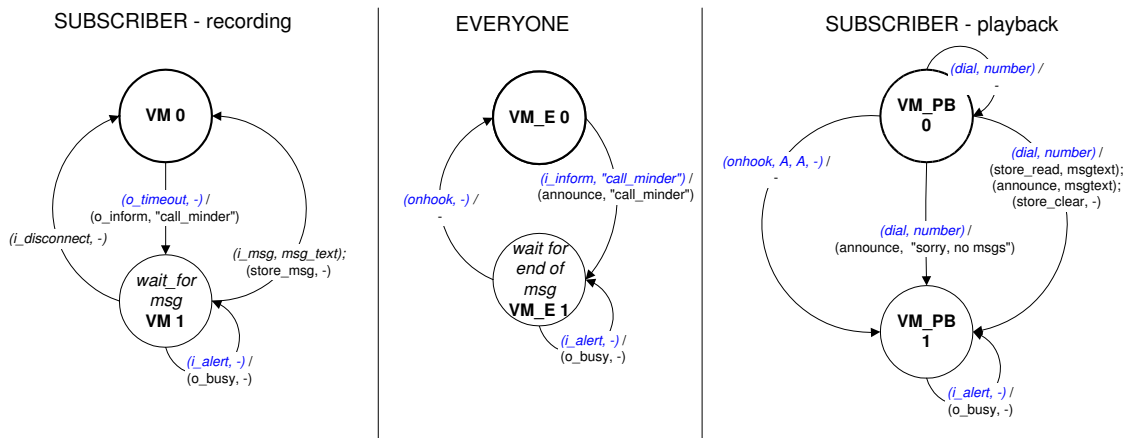 SUBSCRIBER - recording
VM 0
(o_timeout, -) /
(o_inform, "call_minder")
(i_disconnect, -)
(i_msg, msg_text);
(store_msg, -)
wait_for
msg
VM 1
(i_alert, -) /
(o_busy, -)
EVERYONE
VM_E 0
(i_inform, "call_minder") /
(announce, "call_minder")
(onhook, -) /
-
wait for
end of
msg
VM_E 1
(i_alert, -) /
(o_busy, -)
SUBSCRIBER - playback
(dial, number) /
-
VM_PB
0
(onhook, A, A, -) /
-
(dial, number) /
(store_read, msgtext);
(announce, msgtext);
(store_clear, -)
(dial, number) /
(announce, "sorry, no msgs")
VM_PB
1
(i_alert, -) /
(o_busy, -)